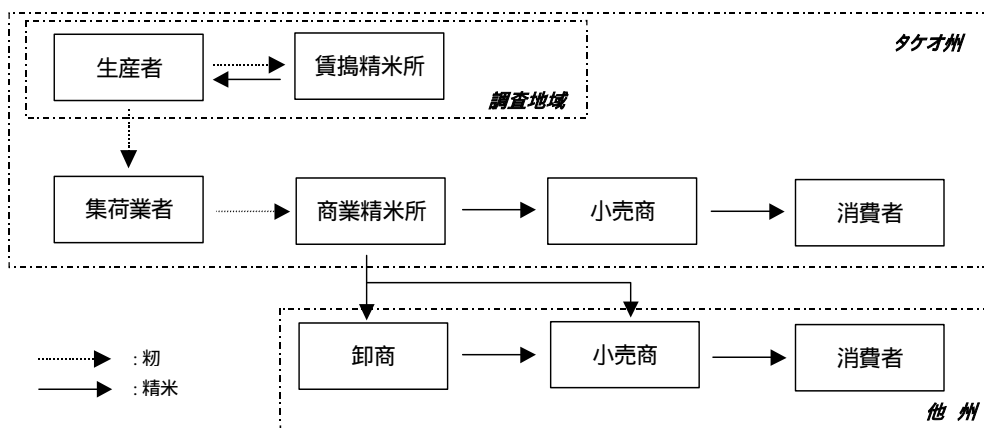 タケオ州
生産者
賃搗精米所
調査地域
集荷業者
商業精米所
小売商
消費者
卸商
小売商
消費者
：籾
：精米
他 州